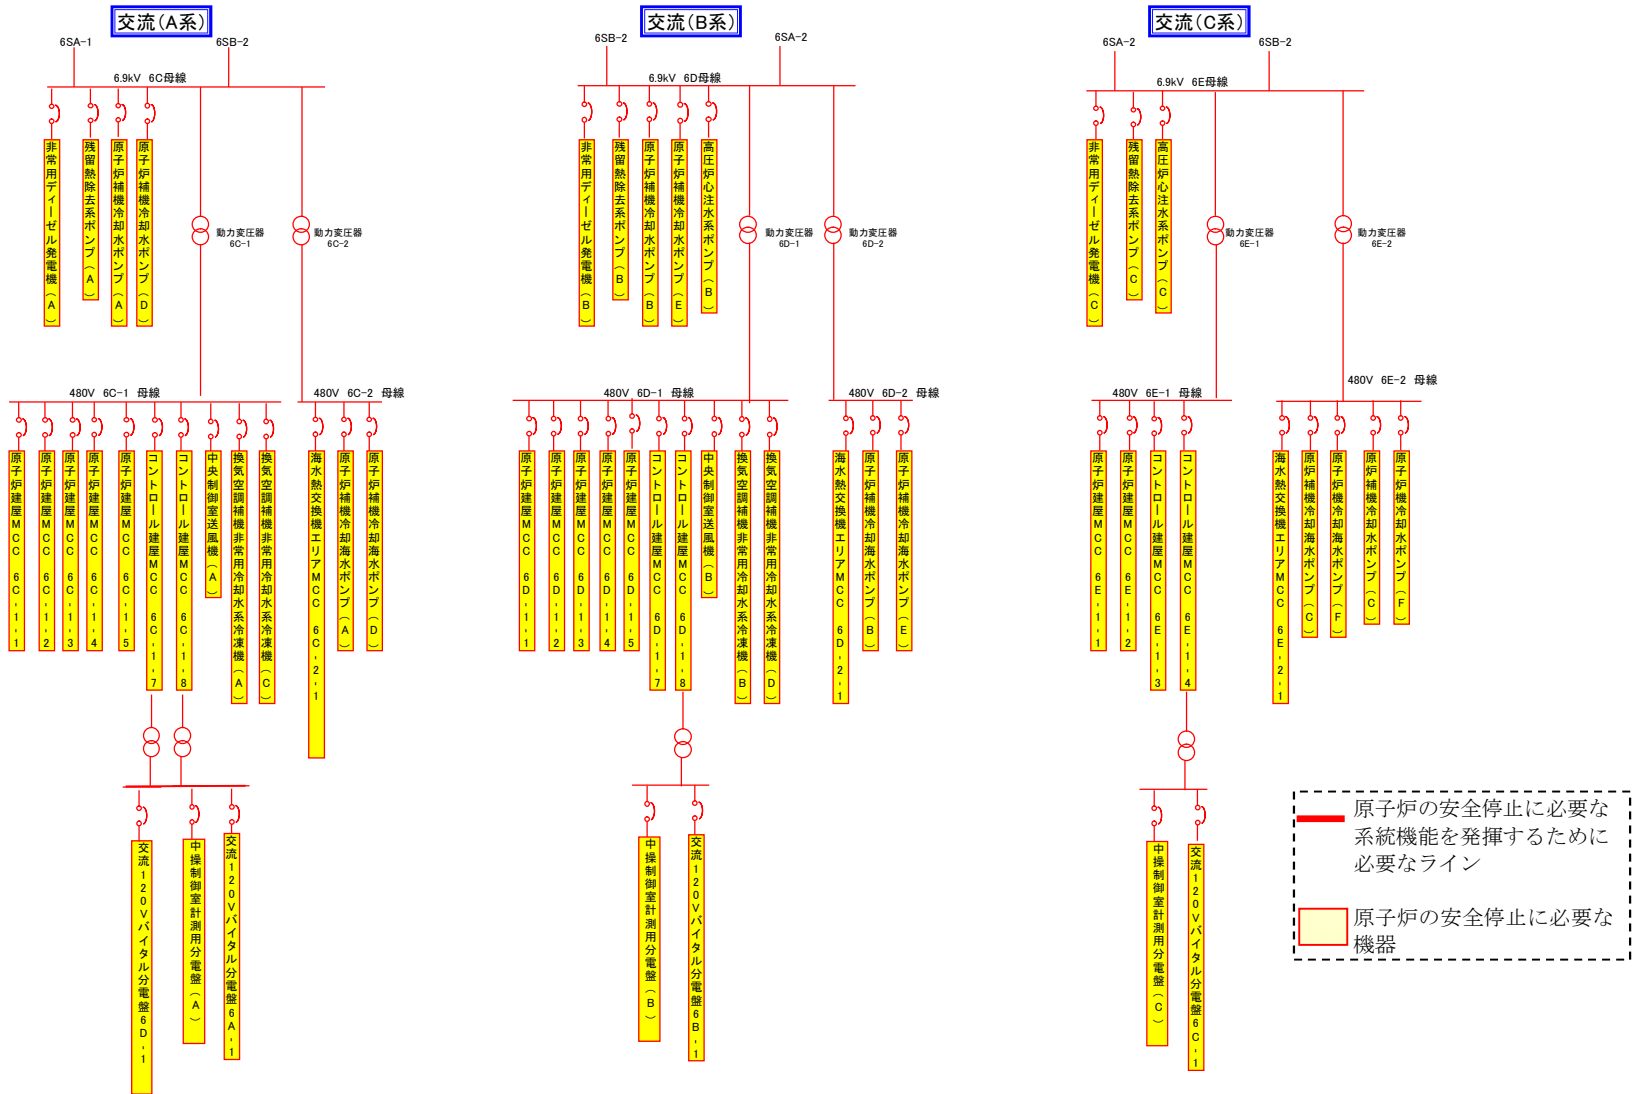 交流(A系)
6SA-1
6SB-2
6.9kV 6C母線
非常用ディーゼル発電機(A)
残留熱除去系ポンプ(A)
原子炉補機冷却水ポンプ(A)
原子炉補機冷却水ポンプ(D)
動力変圧器
6C-1
動力変圧器
6C-2
480V 6C-1 母線
480V 6C-2 母線
原子炉建屋MCC 6C-1-1
原子炉建屋MCC 6C-1-2
原子炉建屋MCC 6C-1-3
原子炉建屋MCC 6C-1-4
原子炉建屋MCC 6C-1-5
コントロール建屋MCC 6C-1-7
コントロール建屋MCC 6C-1-8
中央制御室送風機(A)
換気空調補機非常用冷却水系冷凍機(A)
換気空調補機非常用冷却水系冷凍機(C)
海水熱交換機エリアMCC 6C-2-1
原子炉補機冷却海水ポンプ(A)
原子炉補機冷却海水ポンプ(D)
交流120Vバイタル分電盤6D-1
中操制御室計測用分電盤(A)
交流120Vバイタル分電盤6A-1
交流(B系)
6SB-2
6SA-2
6.9kV 6D母線
非常用ディーゼル発電機(B)
残留熱除去系ポンプ(B)
原子炉補機冷却水ポンプ(B)
原子炉補機冷却水ポンプ(E)
高圧炉心注水系ポンプ(B)
動力変圧器
6D-1
動力変圧器
6D-2
480V 6D-1 母線
480V 6D-2 母線
原子炉建屋MCC 6D-1-1
原子炉建屋MCC 6D-1-2
原子炉建屋MCC 6D-1-3
原子炉建屋MCC 6D-1-4
原子炉建屋MCC 6D-1-5
コントロール建屋MCC 6D-1-7
コントロール建屋MCC 6D-1-8
中央制御室送風機(B)
換気空調補機非常用冷却水系冷凍機(B)
換気空調補機非常用冷却水系冷凍機(D)
海水熱交換機エリアMCC 6D-2-1
原子炉補機冷却海水ポンプ(B)
原子炉補機冷却海水ポンプ(E)
中操制御室計測用分電盤(B)
交流120Vバイタル分電盤6B-1
交流(C系)
6SA-2
6SB-2
6.9kV 6E母線
非常用ディーゼル発電機(C)
残留熱除去系ポンプ(C)
高圧炉心注水系ポンプ(C)
動力変圧器
6E-1
動力変圧器
6E-2
480V 6E-1 母線
480V 6E-2 母線
原子炉建屋MCC 6E-1-1
原子炉建屋MCC 6E-1-2
コントロール建屋MCC 6E-1-3
コントロール建屋MCC 6E-1-4
海水熱交換機エリアMCC 6E-2-1
原炉補機冷却海水ポンプ(C)
原子炉機冷却海水ポンプ(F)
原炉補機冷却水ポンプ(C)
原子炉機冷却水ポンプ(F)
中操制御室計測用分電盤(C)
交流120Vバイタル分電盤6C-1
原子炉の安全停止に必要な
系統機能を発揮するために
必要なライン
原子炉の安全停止に必要な
機器